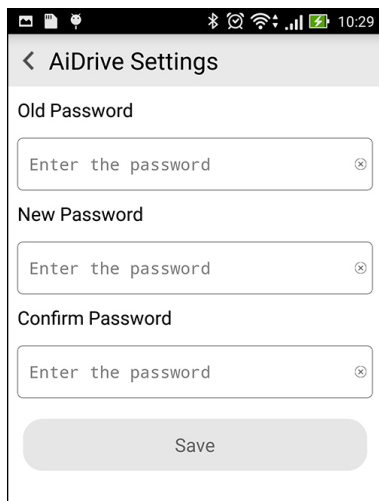 10:29
AiDrive Settings
Old Password
Enter the password
New Password
Enter the password
Confirm Password
Enter the password
Save